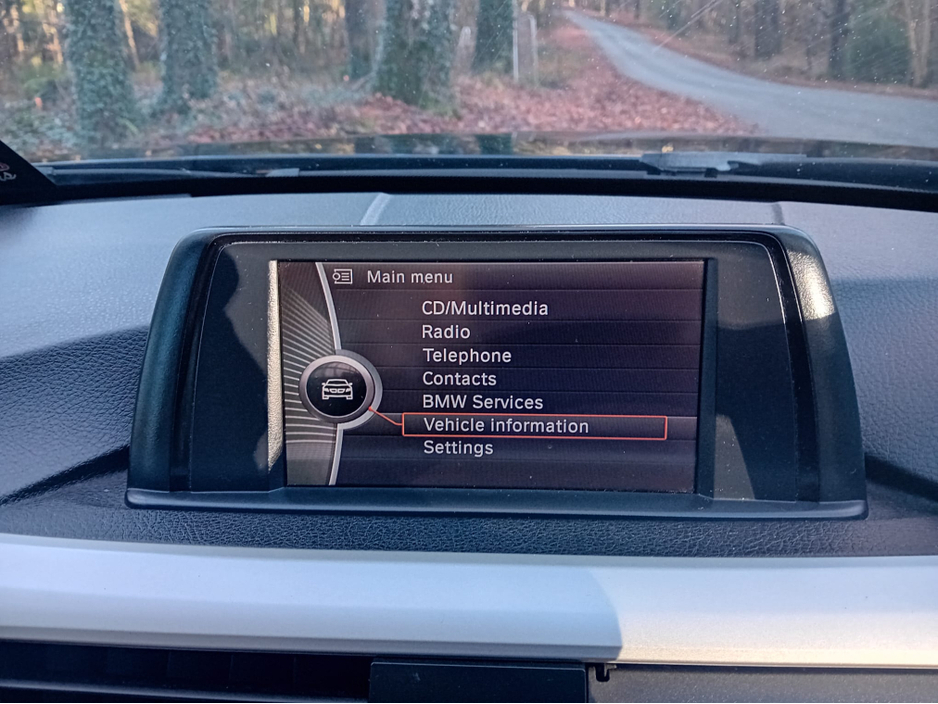 Main menu
CD/Multimedia
Radio
Telephone
Contacts
BMW Services
Vehicle information
Settings